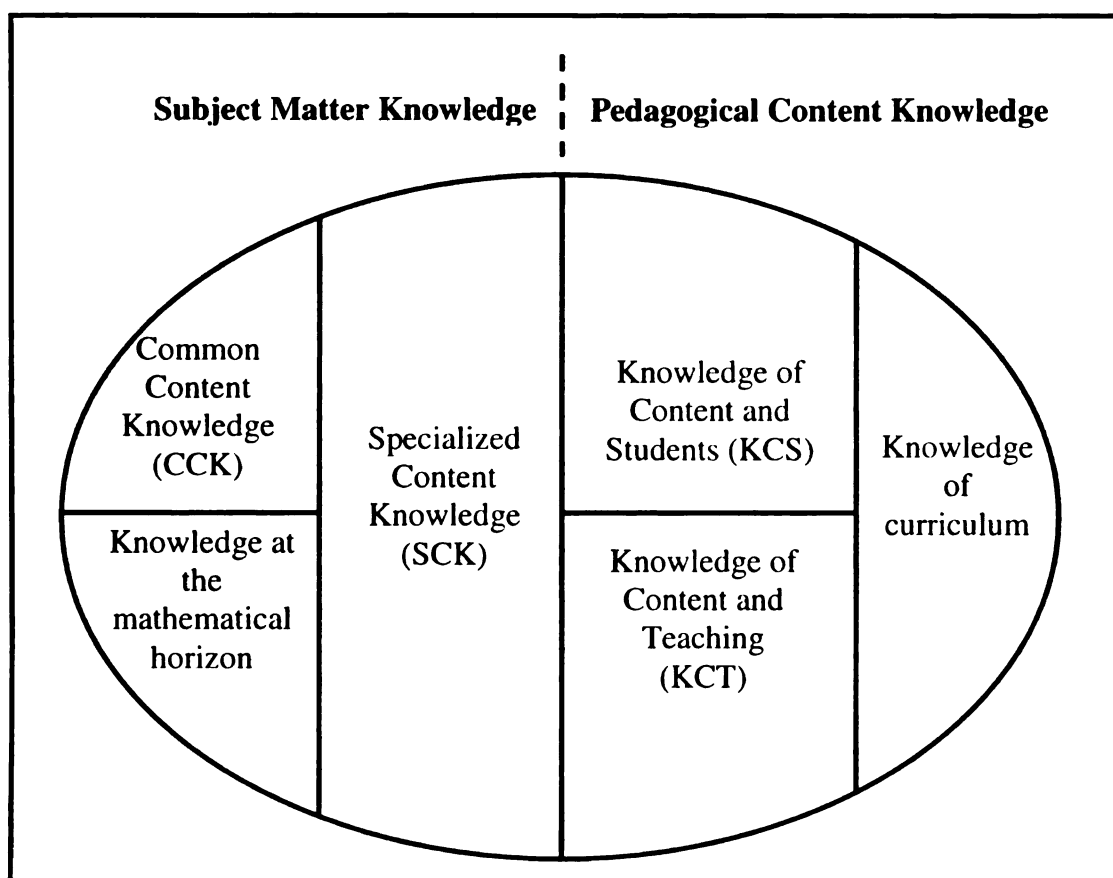 Subject Matter Knowledge
Pedagogical Content Knowledge
Common
Content
Knowledge
(CCK)
Knowledge at
the
mathematical
horizon
Specialized
Content
Knowledge
(SCK)
Knowledge of
Content and
Students (KCS)
Knowledge of
Content and
Teaching
(KCT)
Knowledge
of
curriculum